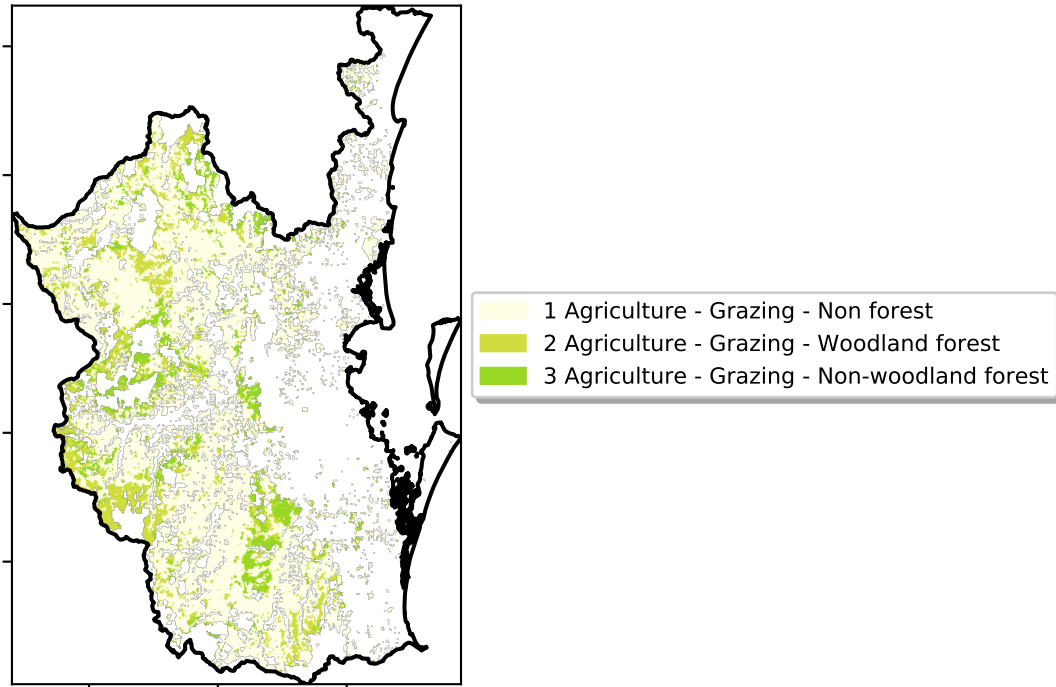 1 Agriculture - Grazing - Non forest
2 Agriculture - Grazing - Woodland forest
3 Agriculture - Grazing - Non-woodland forest